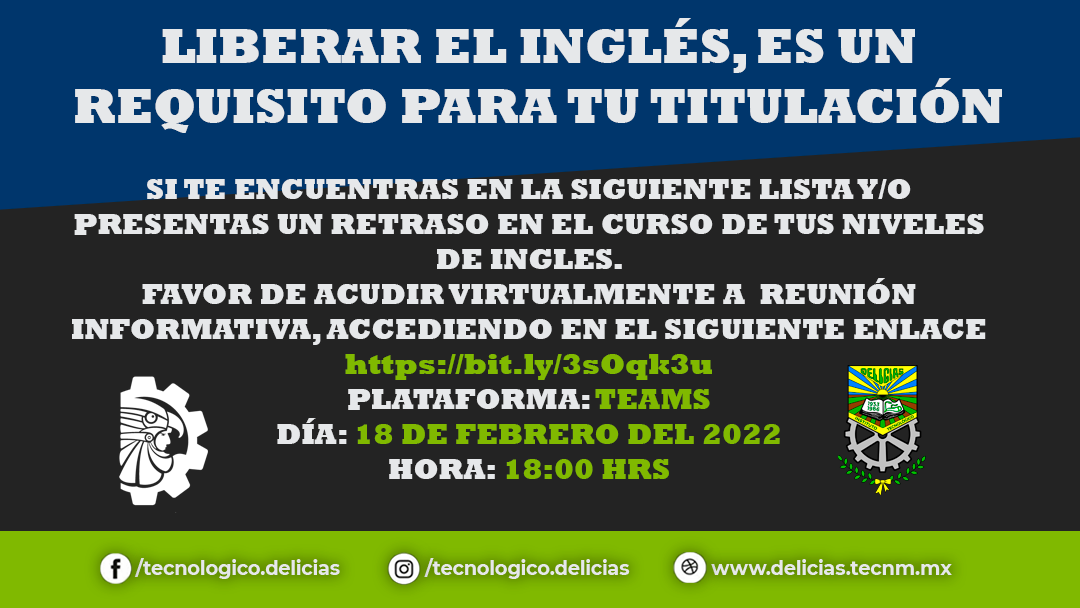 LIBERAR EL INGLÉS, ES UN
REQUISITO PARA TU TITULACIÓN
SI TE ENCUENTRAS EN LA SIGUIENTE LISTA Y/O
PRESENTAS UN RETRASO EN EL CURSO DE TUS NIVELES
DE INGLES.
FAVOR DE ACUDIR VIRTUALMENTE A REUNIÓN
INFORMATIVA, ACCEDIENDO EN EL SIGUIENTE ENLACE
https://bit.ly/3sOqk3u
PLATAFORMA: TEAMS
DÍA: 18 DE FEBRERO DEL 2022
HORA: 18:00 HRS
DELICIAS
/tecnologico.delicias
/tecnologico.delicias
www.delicias.tecnm.mx